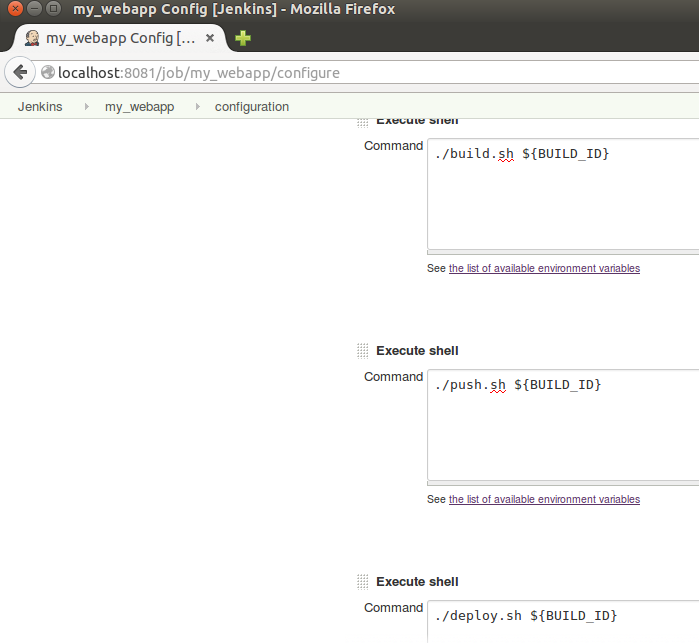 my_webapp Config [Jenkins] - Mozilla Firefox
my_webapp Config [...
localhost:8081/job/my_webapp/configure
Jenkins my_webapp configuration
Execute shell
Command ./build.sh ${BUILD_ID}
See the list of available environment variables
Execute shell
Command ./push.sh ${BUILD_ID}
See the list of available environment variables
Execute shell
Command ./deploy.sh ${BUILD_ID}